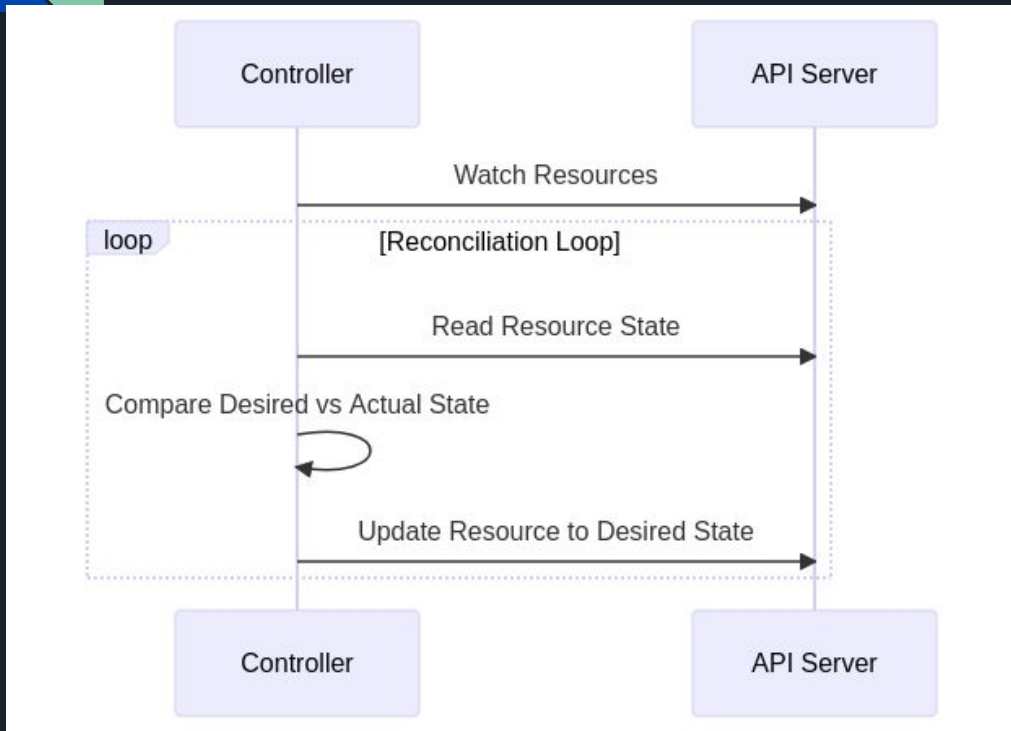 Controller
API Server
Watch Resources
loop
[Reconciliation Loop]
Read Resource State
Compare Desired vs Actual State
Update Resource to Desired State
Controller
API Server